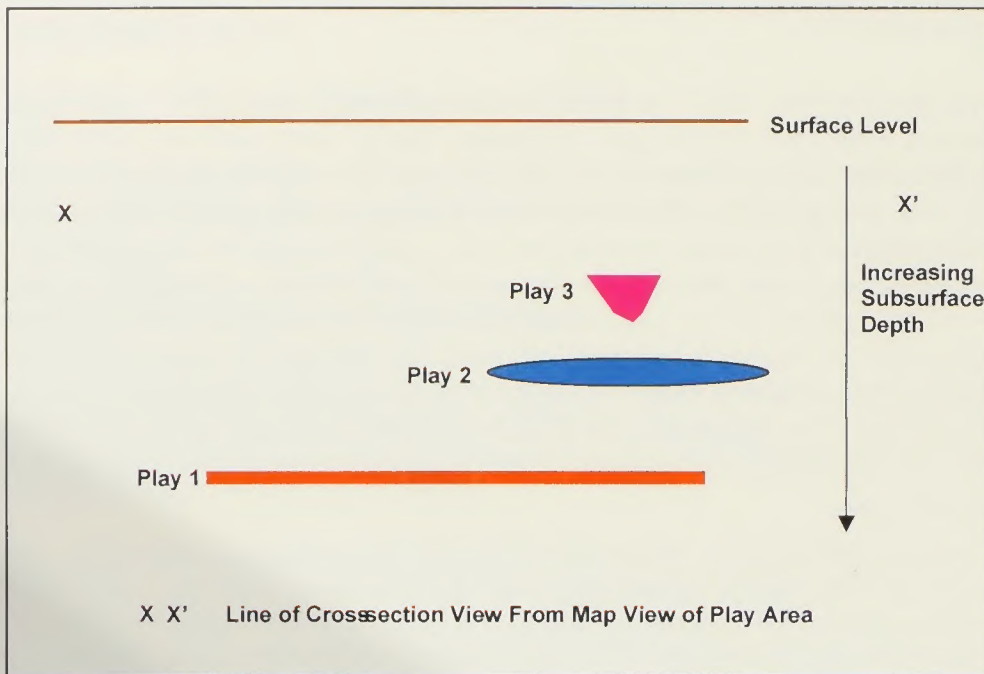 Surface Level
X
X'
Increasing
Subsurface
Depth
Play 3
Play 2
Play 1
X X' Line of Crosssection View From Map View of Play Area